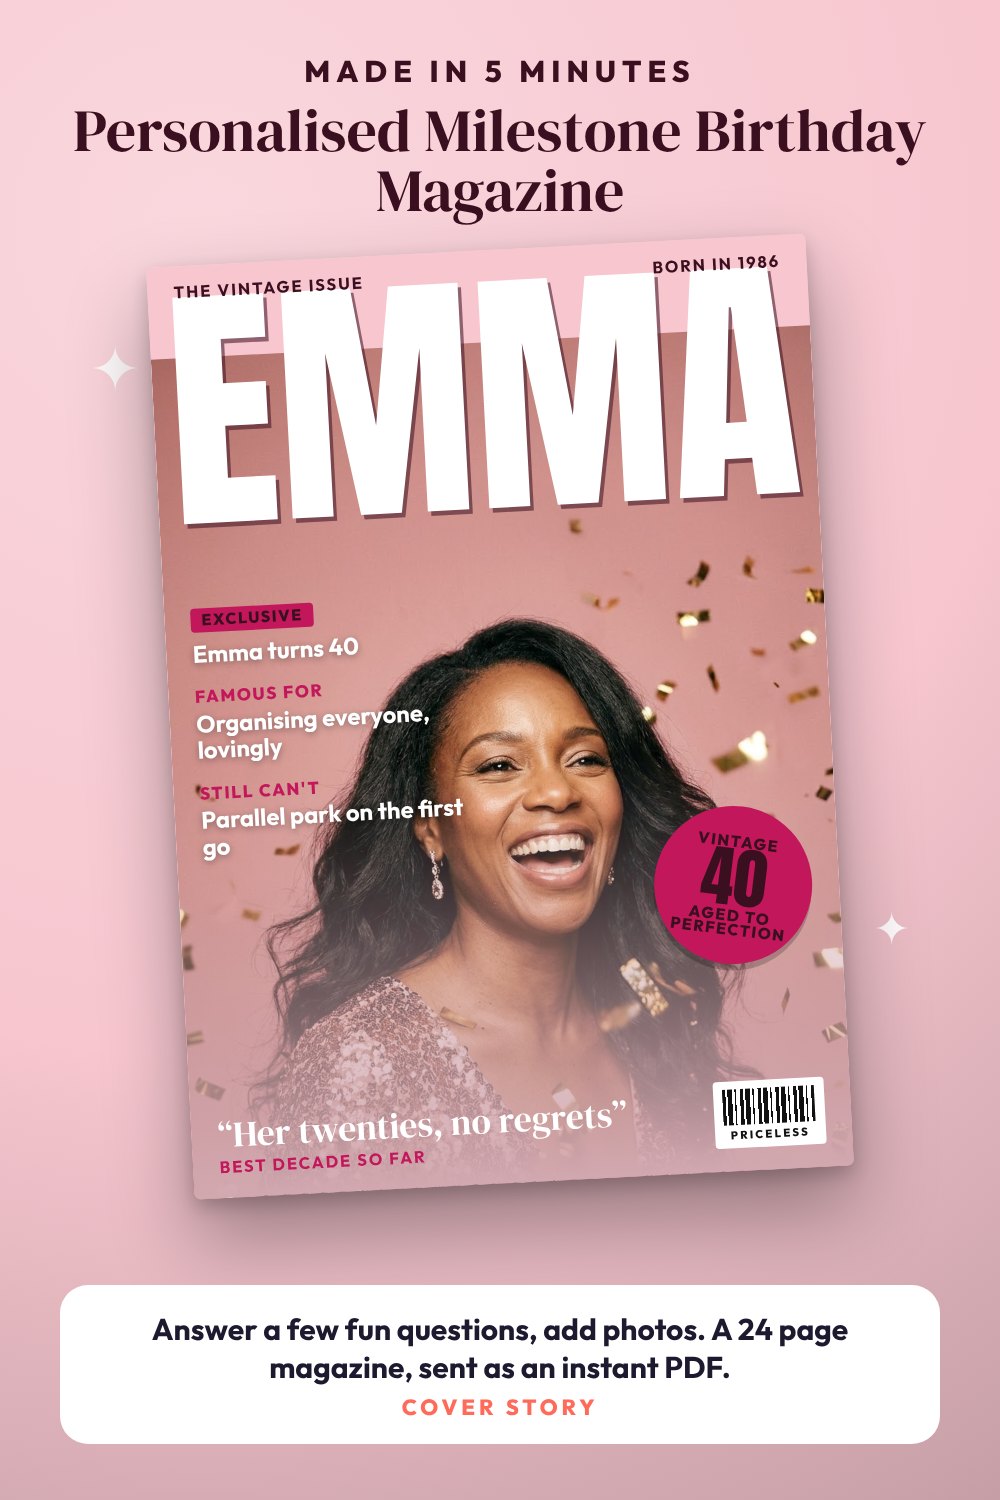 MADE IN 5 MINUTES
Personalised Milestone Birthday
Magazine
THE VINTAGE ISSUE
BORN IN 1986
EMMA
EXCLUSIVE
Emma turns 40
FAMOUS FOR
Organising everyone,
lovingly
STILL CAN'T
Parallel park on the first
go
VINTAGE
40
AGED TO
PERFECTION
“Her twenties, no regrets”
BEST DECADE SO FAR
PRICELESS
Answer a few fun questions, add photos. A 24 page
magazine, sent as an instant PDF.
COVER STORY